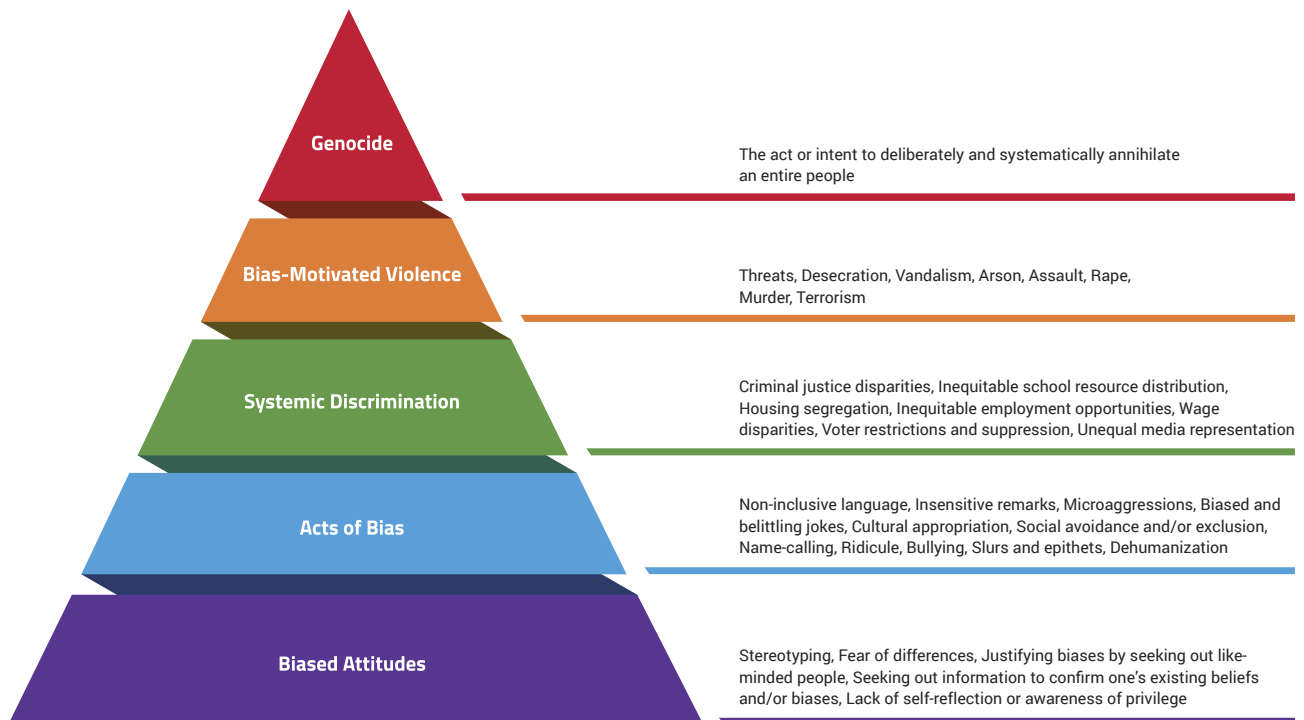 Genocide
The act or intent to deliberately and systematically annihilate
an entire people
Bias-Motivated Violence
Threats, Desecration, Vandalism, Arson, Assault, Rape,
Murder, Terrorism
Systemic Discrimination
Criminal justice disparities, Inequitable school resource distribution,
Housing segregation, Inequitable employment opportunities, Wage
disparities, Voter restrictions and suppression, Unequal media representation
Acts of Bias
Non-inclusive language, Insensitive remarks, Microaggressions, Biased and
belittling jokes, Cultural appropriation, Social avoidance and/or exclusion,
Name-calling, Ridicule, Bullying, Slurs and epithets, Dehumanization
Biased Attitudes
Stereotyping, Fear of differences, Justifying biases by seeking out like-
minded people, Seeking out information to confirm one’s existing beliefs
and/or biases, Lack of self-reflection or awareness of privilege